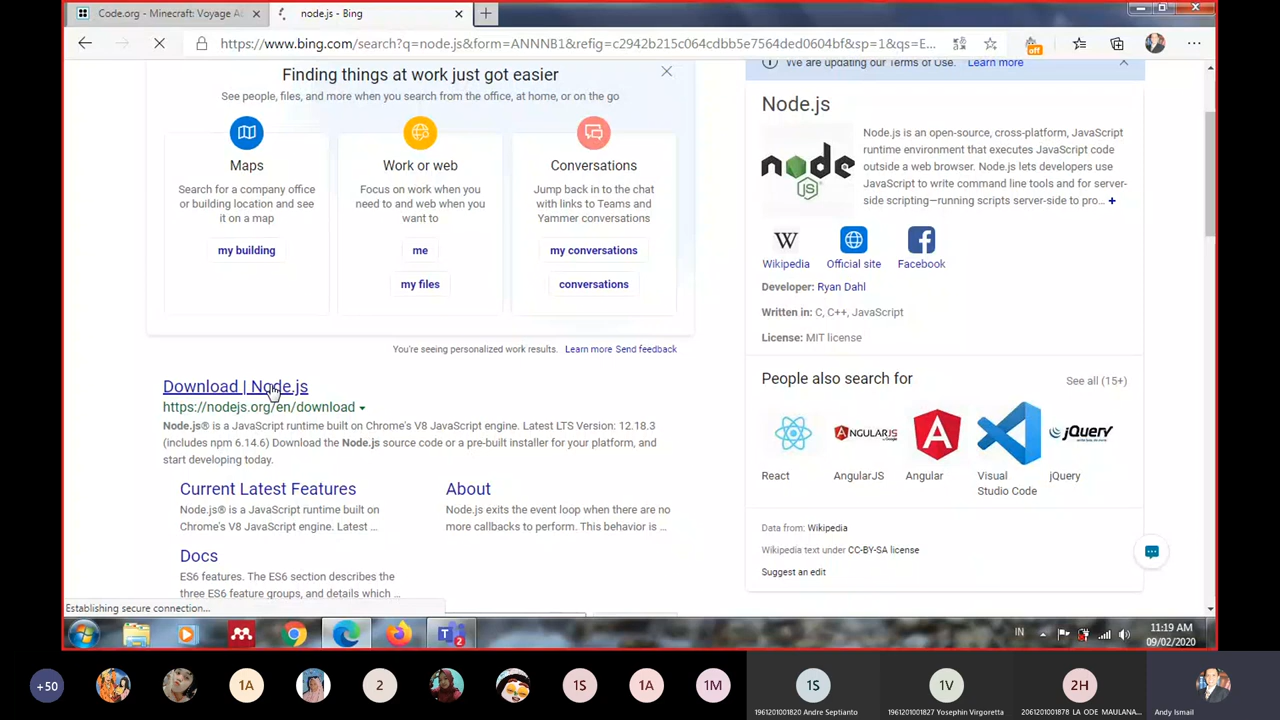 Code.org - Minecraft: Voyage A
node.js - Bing
https://www.bing.com/search?q=node.js&form=ANNNB1&refig=c2942b215c064cdbb5e7564ded0604bf&sp=1&qs=E...
off
Finding things at work just got easier
See people, files, and more when you search from the office, at home, or on the go
Maps
Search for a company office
or building location and see
it on a map
my building
Work or web
Focus on work when you
need to and web when you
want to
me
my files
Conversations
Jump back in to the chat
with links to Teams and
Yammer conversations
my conversations
conversations
You're seeing personalized work results. Learn more Send feedback
Download | Node.js
https://nodejs.org/en/download
Node.js® is a JavaScript runtime built on Chrome's V8 JavaScript engine. Latest LTS Version: 12.18.3
(includes npm 6.14.6) Download the Node.js source code or a pre-built installer for your platform, and
start developing today.
Current Latest Features
Node.js® is a JavaScript runtime built on
Chrome's V8 JavaScript engine. Latest ...
About
Node.js exits the event loop when there are no
more callbacks to perform. This behavior is ...
Docs
ES6 features. The ES6 section describes the
three ES6 feature groups, and details which ...
Establishing secure connection...
We are updating our Terms of Use. Learn more
Node.js
node
JS
Node.js is an open-source, cross-platform, JavaScript
runtime environment that executes JavaScript code
outside a web browser. Node.js lets developers use
JavaScript to write command line tools and for server-
side scripting—running scripts server-side to pro... +
W
Wikipedia
Official site
Facebook
Developer: Ryan Dahl
Written in: C, C++, JavaScript
License: MIT license
People also search for
See all (15+)
ANGULARJS
jQuery
React
AngularJS
Angular
Visual
Studio Code
jQuery
Data from: Wikipedia
Wikipedia text under CC-BY-SA license
Suggest an edit
2
IN
11:19 AM
09/02/2020
+50
1A
2
1S
1A
1M
1S
1961201001820 Andre Septianto
1V
1961201001827 Yosephin Virgoretta
2H
2061201001878 LA ODE MAULANA...
Andy Ismail